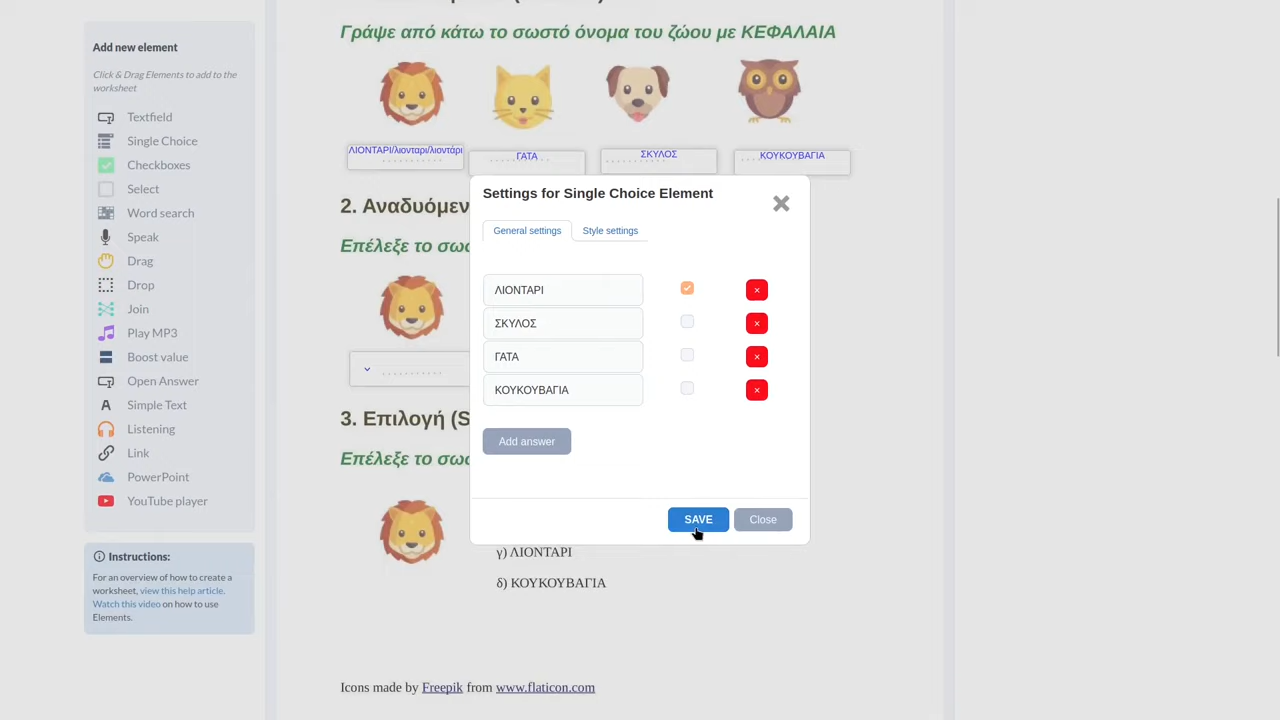 Add new element
Click & Drag Elements to add to the
worksheet
Textfield
Single Choice
Checkboxes
Select
Word search
Speak
Drag
Drop
Join
Play MP3
Boost value
Open Answer
Simple Text
Listening
Link
PowerPoint
YouTube player
Instructions:
For an overview of how to create a
worksheet, view this help article.
Watch this video on how to use
Elements.
Γράψε από κάτω το σωστό όνομα του ζώου με ΚΕΦΑΛΑΙΑ
ΛΙΟΝΤΑΡΙ/λιονταρι/λιοντάρι
ΓΑΤΑ
ΣΚΥΛΟΣ
ΚΟΥΚΟΥΒΑΓΙΑ
2. Αναδυόμεν
Επέλεξε το σω
3. Επιλογή (S
Επέλεξε το σω
γ) ΛΙΟΝΤΑΡΙ
δ) ΚΟΥΚΟΥΒΑΓΙΑ
Icons made by Freepik from www.flaticon.com
Settings for Single Choice Element
General settings
Style settings
ΛΙΟΝΤΑΡΙ
ΣΚΥΛΟΣ
ΓΑΤΑ
ΚΟΥΚΟΥΒΑΓΙΑ
Add answer
SAVE
Close